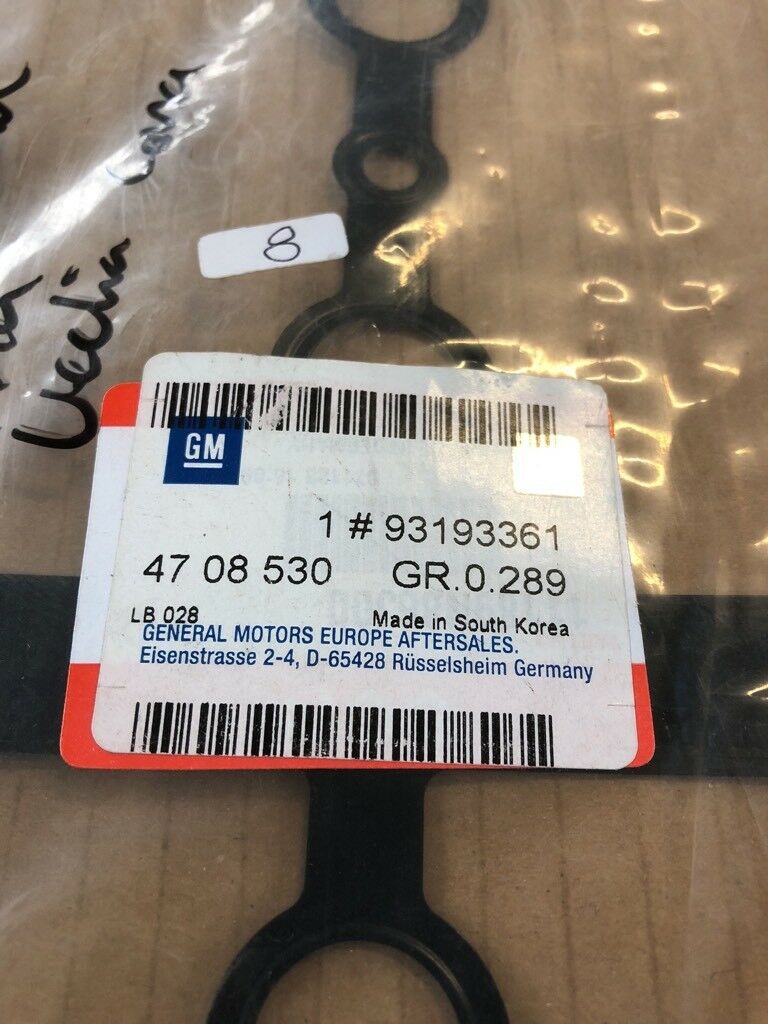 Vecchia
8
GM
1 # 93193361
47 08 530 GR.0.289
LB 028 Made in South Korea
GENERAL MOTORS EUROPE AFTERSALES.
Eisenstrasse 2-4, D-65428 Rüsselsheim Germany